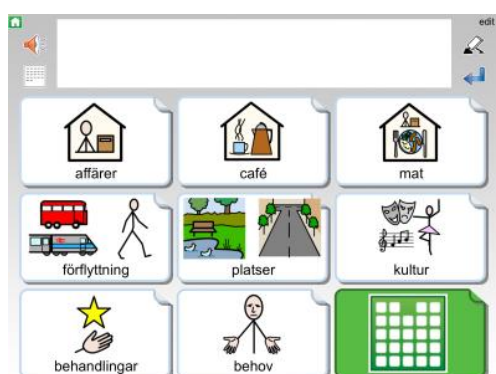 edit
affärer
café
mat
förflyttning
platser
kultur
behandlingar
behov